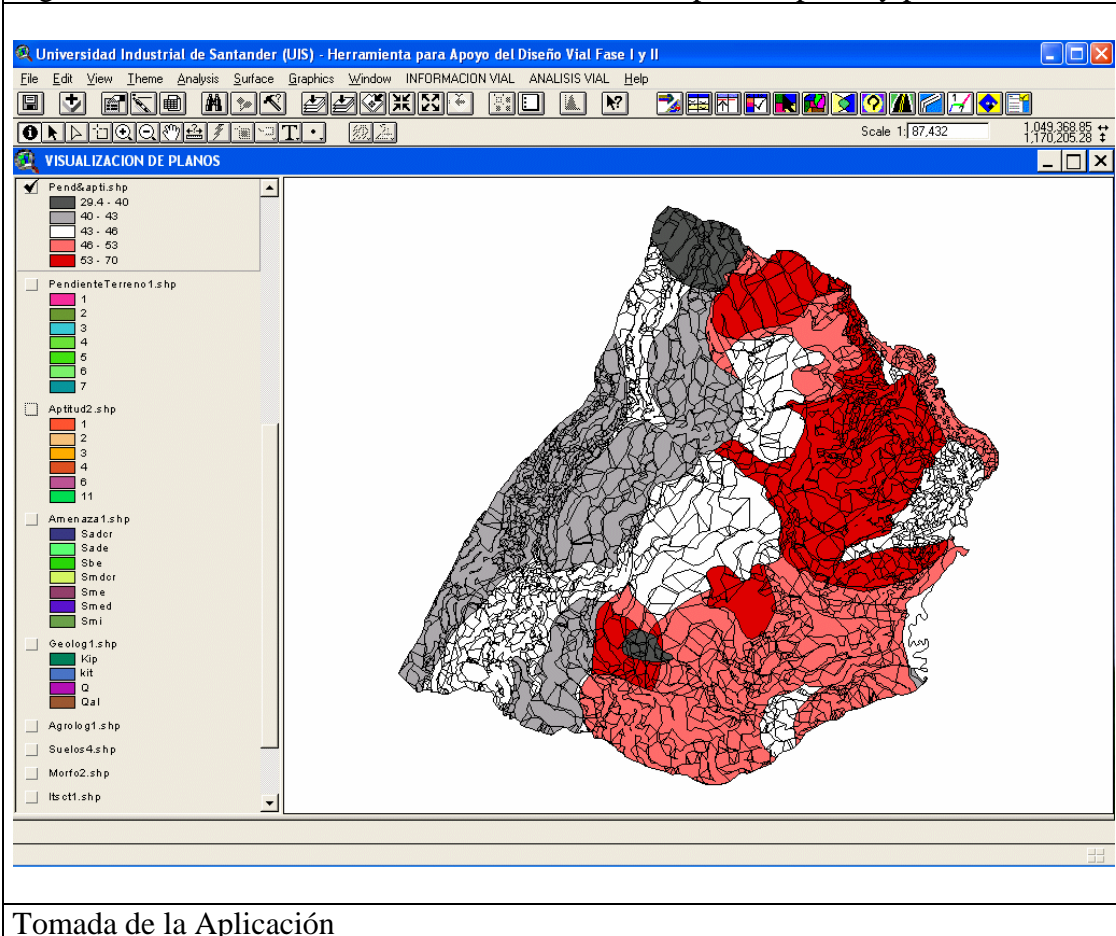 Universidad Industrial de Santander (UIS) - Herramienta para Apoyo del Diseño Vial Fase I y II
File Edit View Theme Analysis Surface Graphics Window INFORMACION VIAL ANALISIS VIAL Help
Scale 1: 87,432
1,049,368.85
1,170,205.28
VISUALIZACION DE PLANOS
Pend&apti.shp
29.4 - 40
40 - 43
43 - 46
46 - 53
53 - 70
PendienteTerreno1.shp
1
2
3
4
5
6
7
Aptitud2.shp
1
2
3
4
6
11
Amenaza1.shp
Sadcr
Sade
Sbe
Smdcr
Sme
Smed
Smi
Geolog1.shp
Kip
kit
Q
Qal
Agrolog1.shp
Suelos4.shp
Morfo2.shp
Itsct1.shp
Tomada de la Aplicación